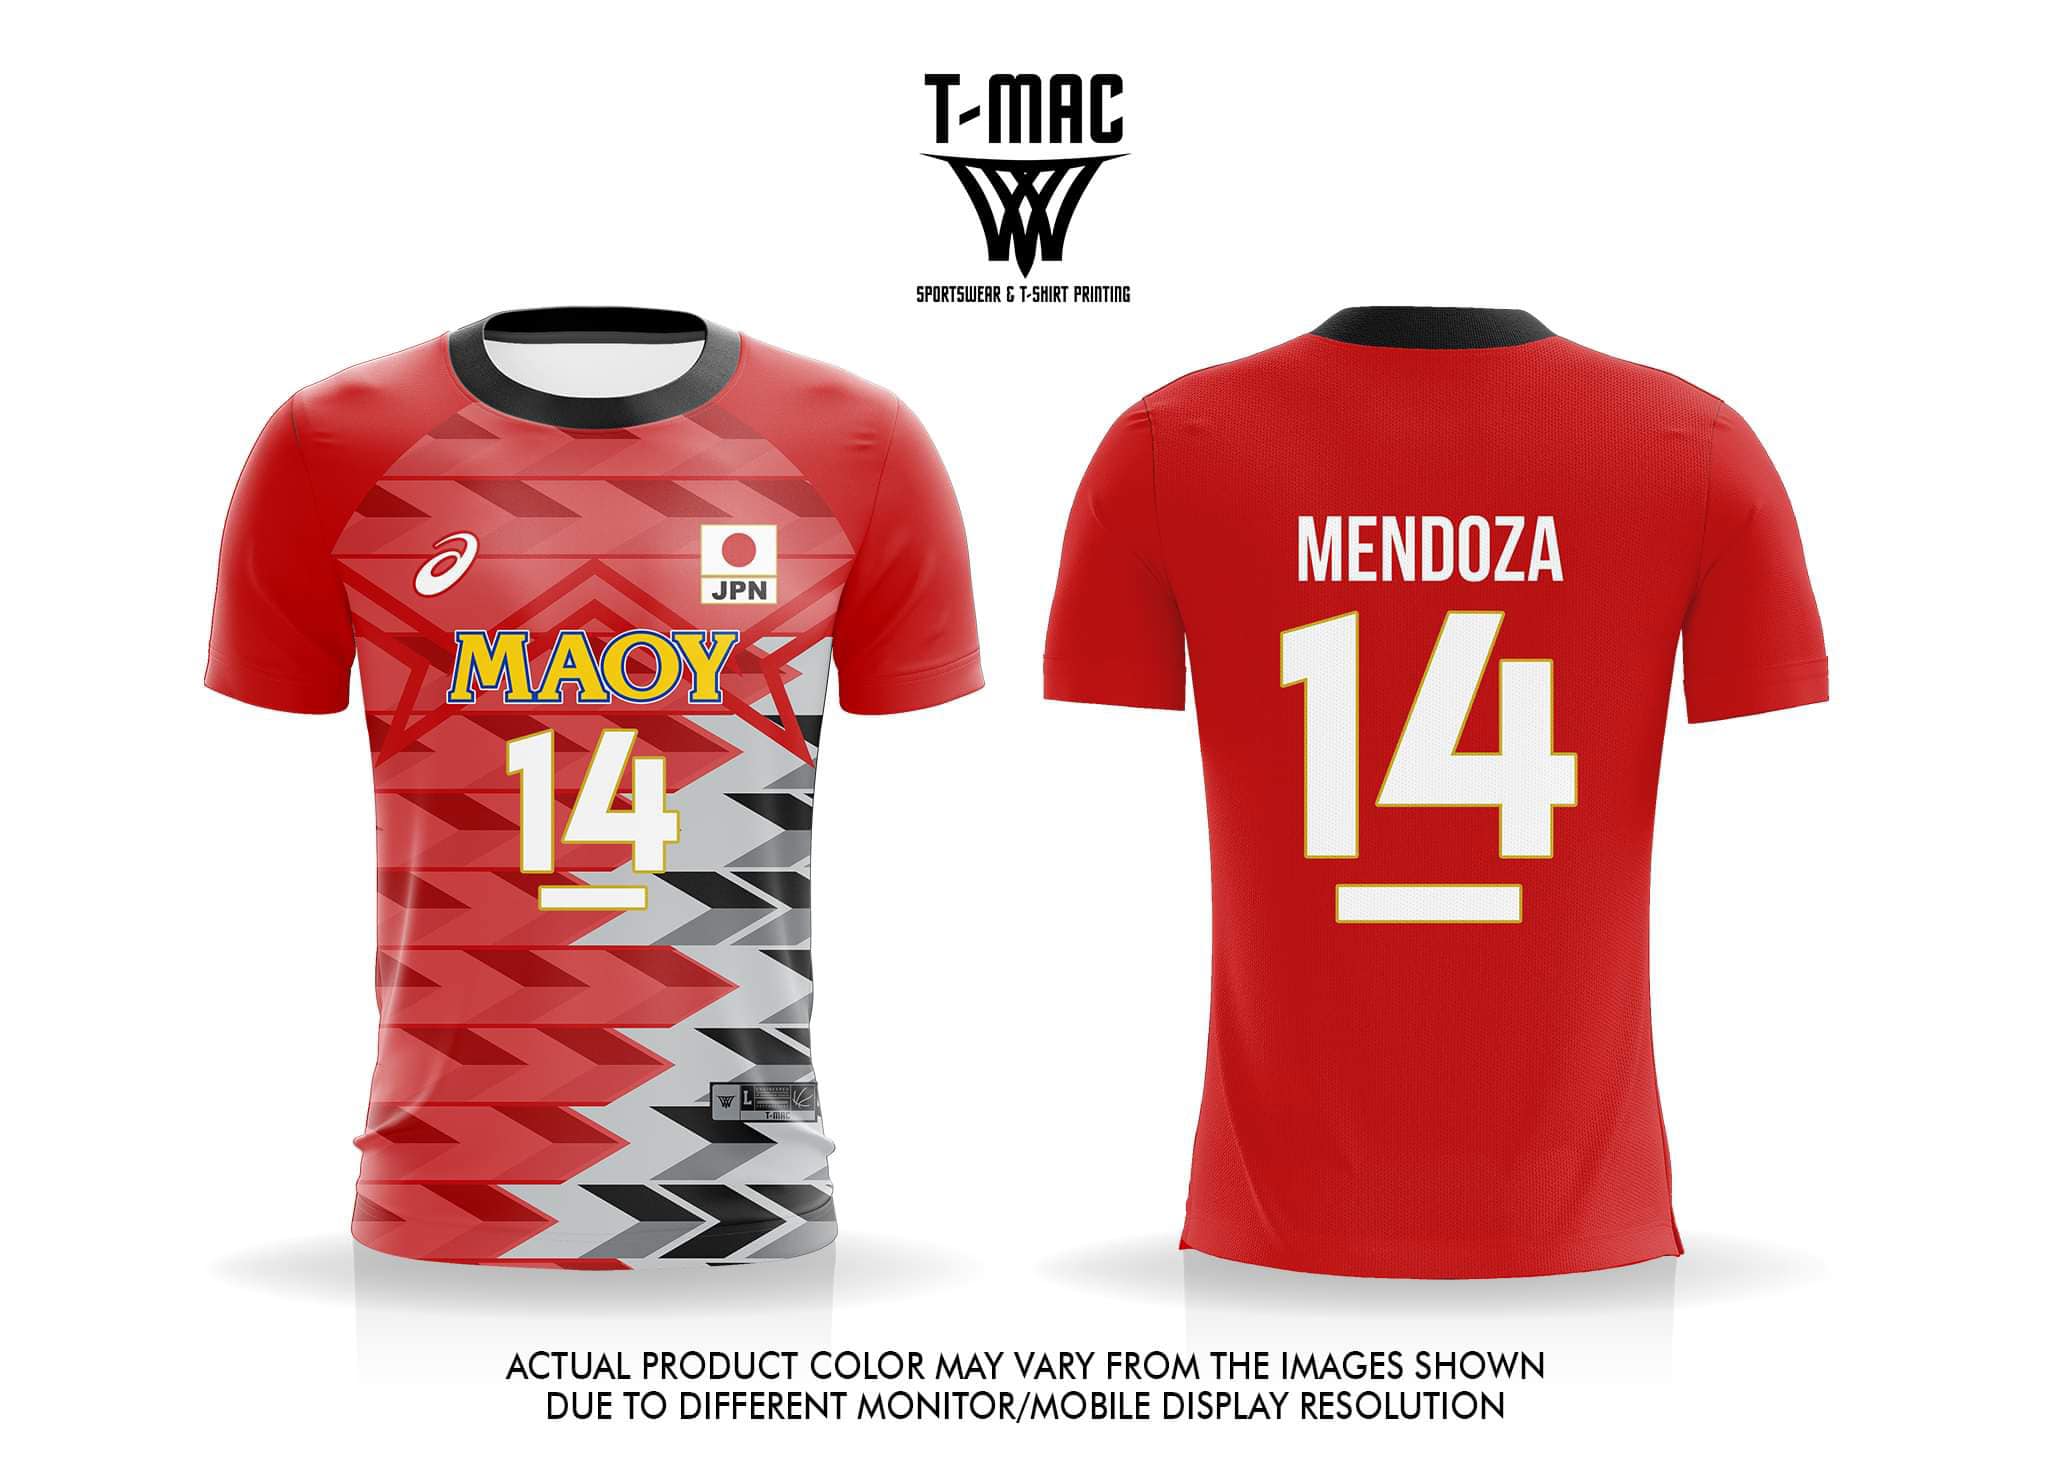 T-MAC
SPORTSWEAR & T-SHIRT PRINTING
JPN
MAOY
14
L
T-MAC
MENDOZA
14
ACTUAL PRODUCT COLOR MAY VARY FROM THE IMAGES SHOWN
DUE TO DIFFERENT MONITOR/MOBILE DISPLAY RESOLUTION